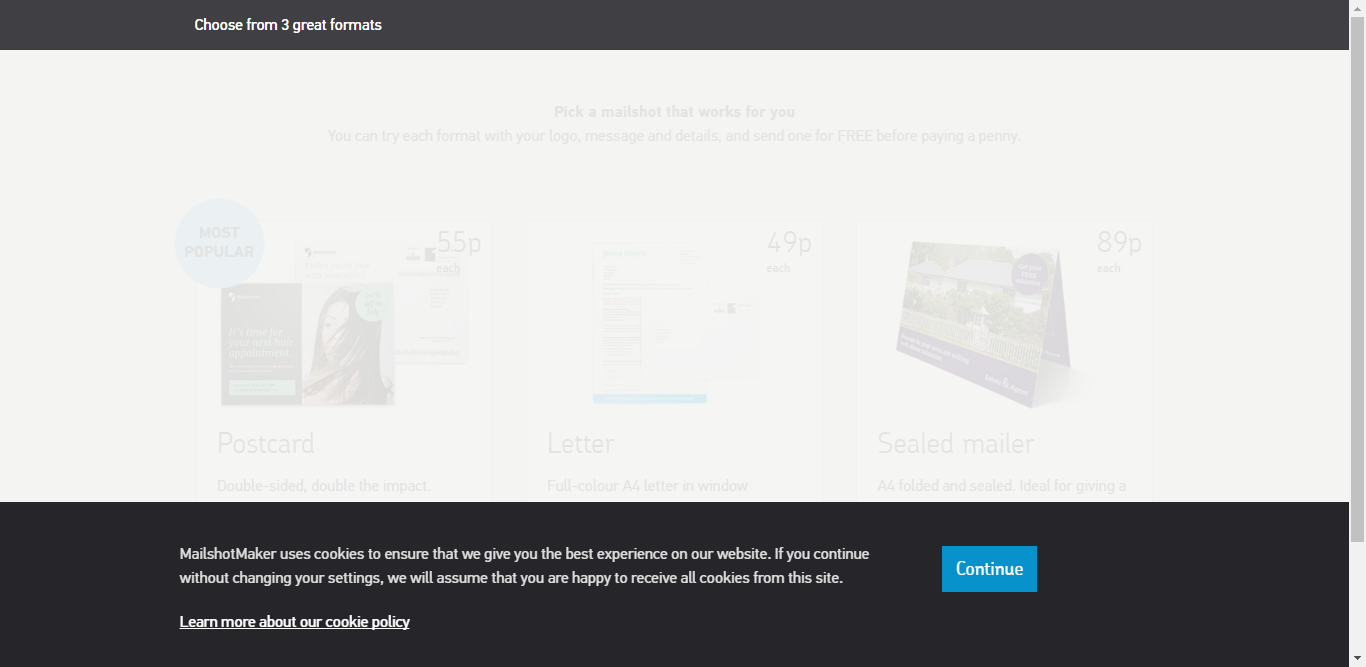 Choose from 3 great formats
Pick a mailshot that works for you
You can try each format with your logo, message and details, and send one for FREE before paying a penny.
MOST
POPULAR
55p
each
It's time for
your next hair
appointment.
49p
each
89p
each
Get your
FREE
Postcard
Letter
Sealed mailer
Double-sided, double the impact.
Full-colour A4 letter in window
A4 folded and sealed. Ideal for giving a
MailshotMaker uses cookies to ensure that we give you the best experience on our website. If you continue
without changing your settings, we will assume that you are happy to receive all cookies from this site.
Continue
Learn more about our cookie policy